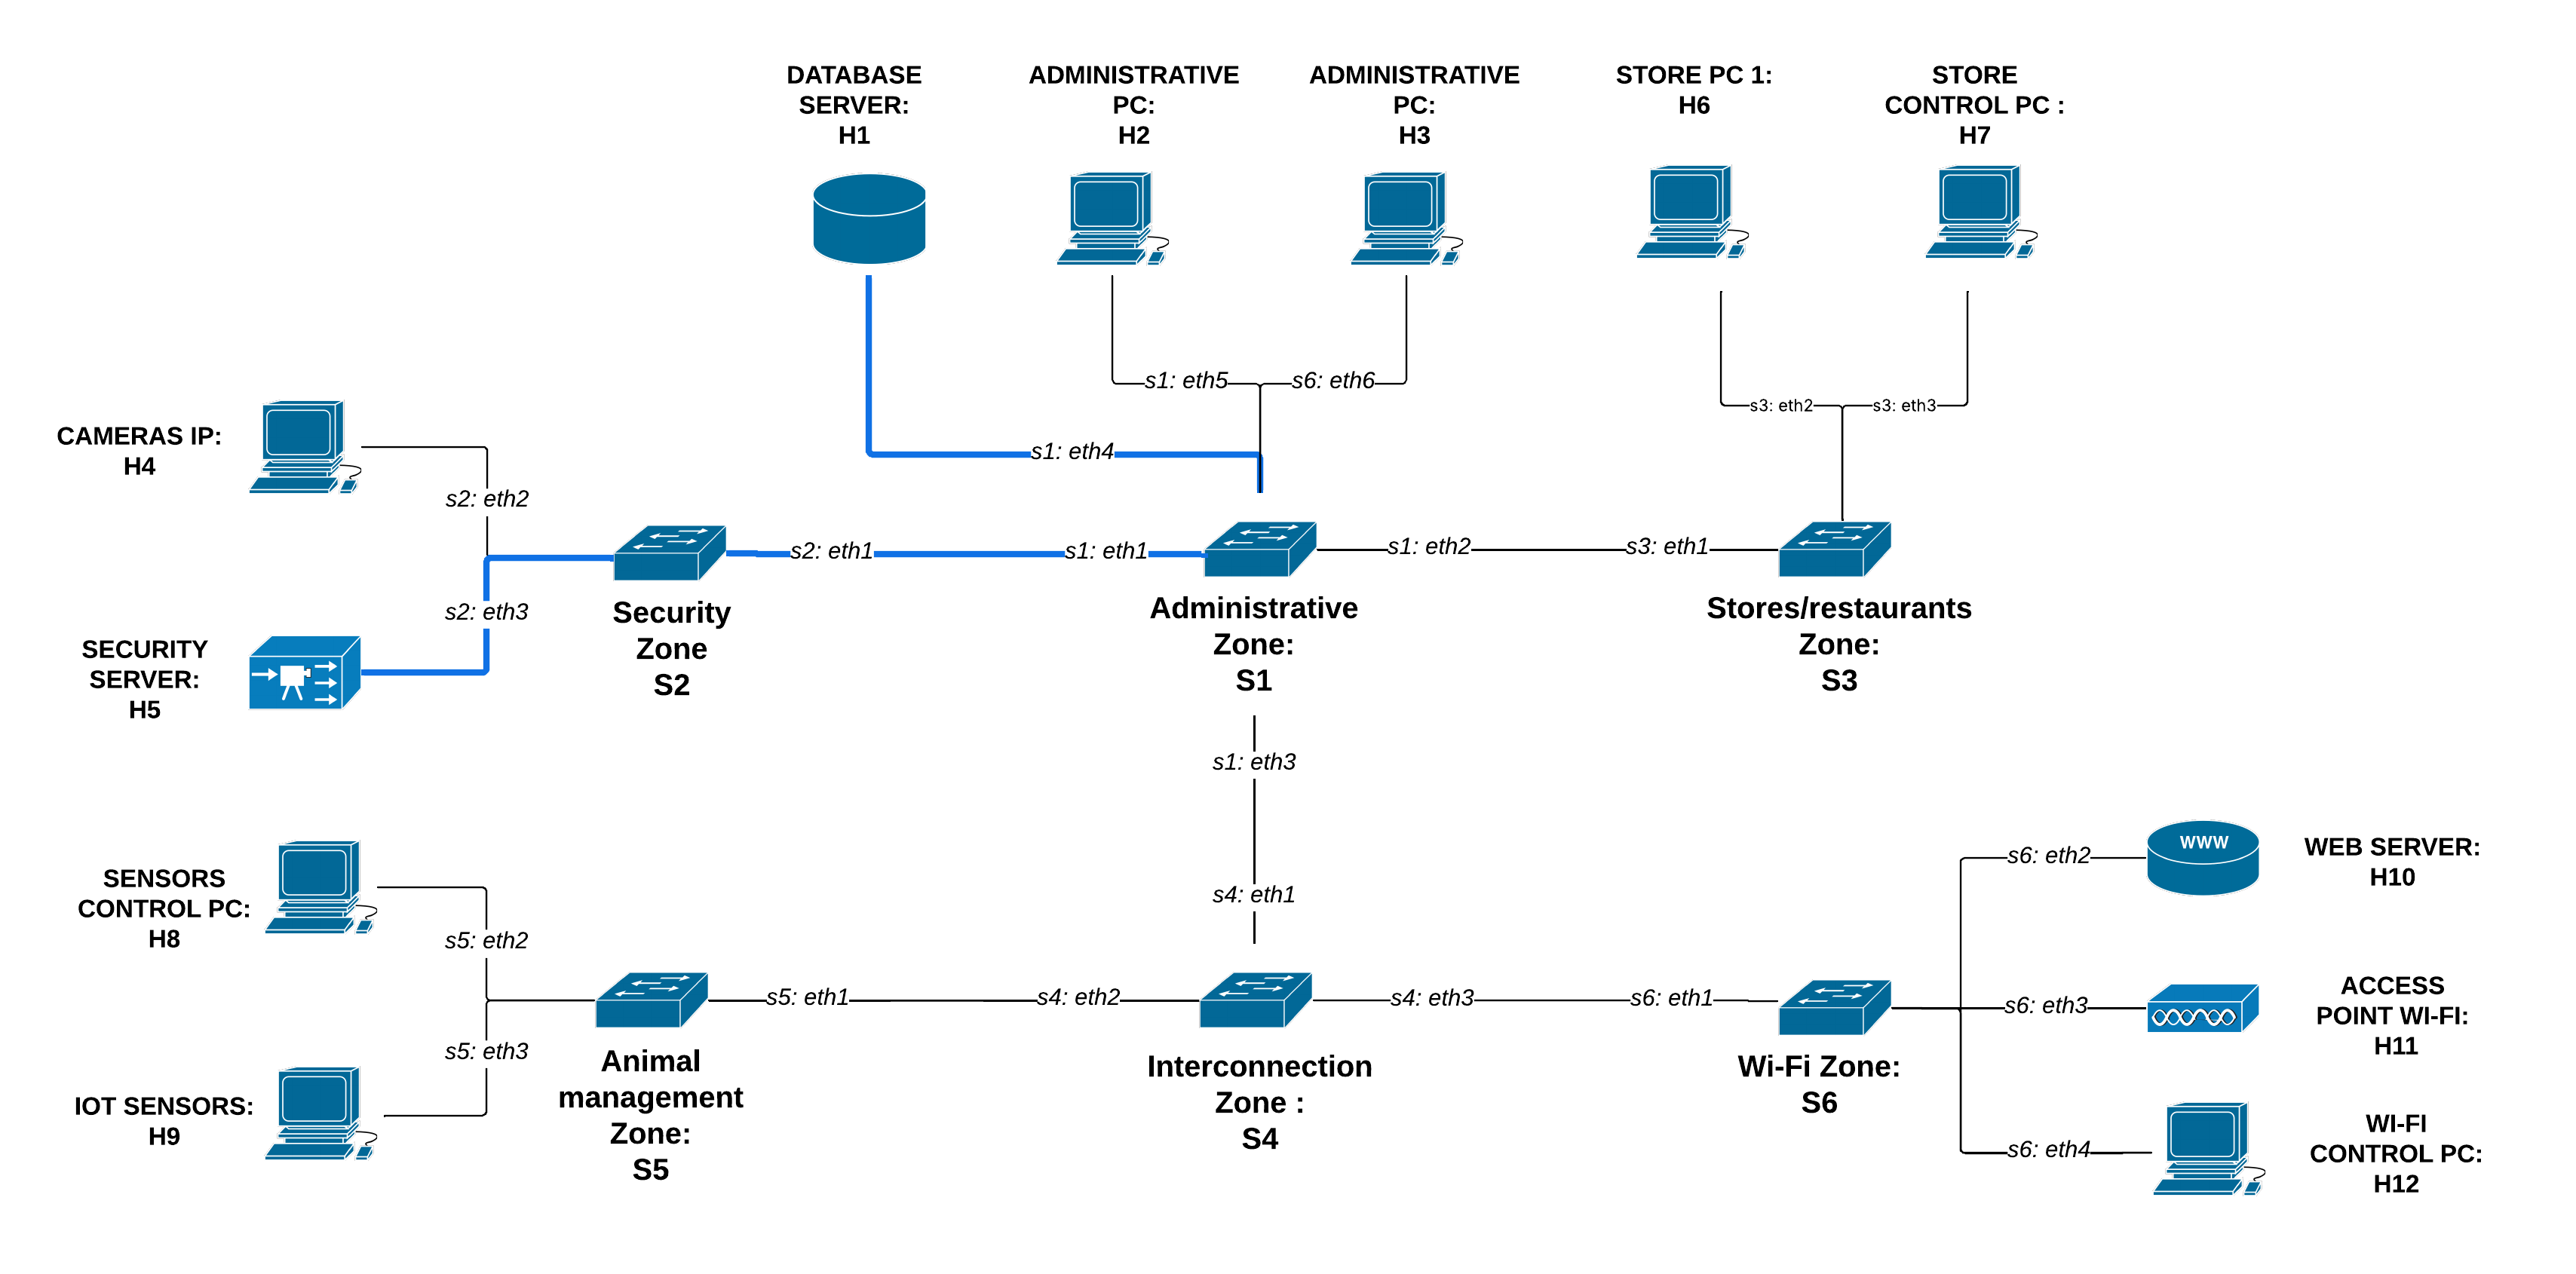 DATABASE
SERVER:
H1
ADMINISTRATIVE
PC:
H2
ADMINISTRATIVE
PC:
H3
STORE PC 1:
H6
STORE
CONTROL PC :
H7
s1: eth5
s6: eth6
s3: eth2
s3: eth3
s1: eth4
CAMERAS IP:
H4
s2: eth2
s2: eth1
s1: eth1
s1: eth2
s3: eth1
s2: eth3
SECURITY
SERVER:
H5
Security
Zone
S2
Administrative
Zone:
S1
Stores/restaurants
Zone:
S3
s1: eth3
s4: eth1
SENSORS
CONTROL PC:
H8
s5: eth2
s5: eth1
s4: eth2
s4: eth3
s6: eth1
s5: eth3
IOT SENSORS:
H9
Animal
management
Zone:
S5
Interconnection
Zone :
S4
Wi-Fi Zone:
S6
s6: eth2
WWW
WEB SERVER:
H10
s6: eth3
ACCESS
POINT WI-FI:
H11
s6: eth4
WI-FI
CONTROL PC:
H12